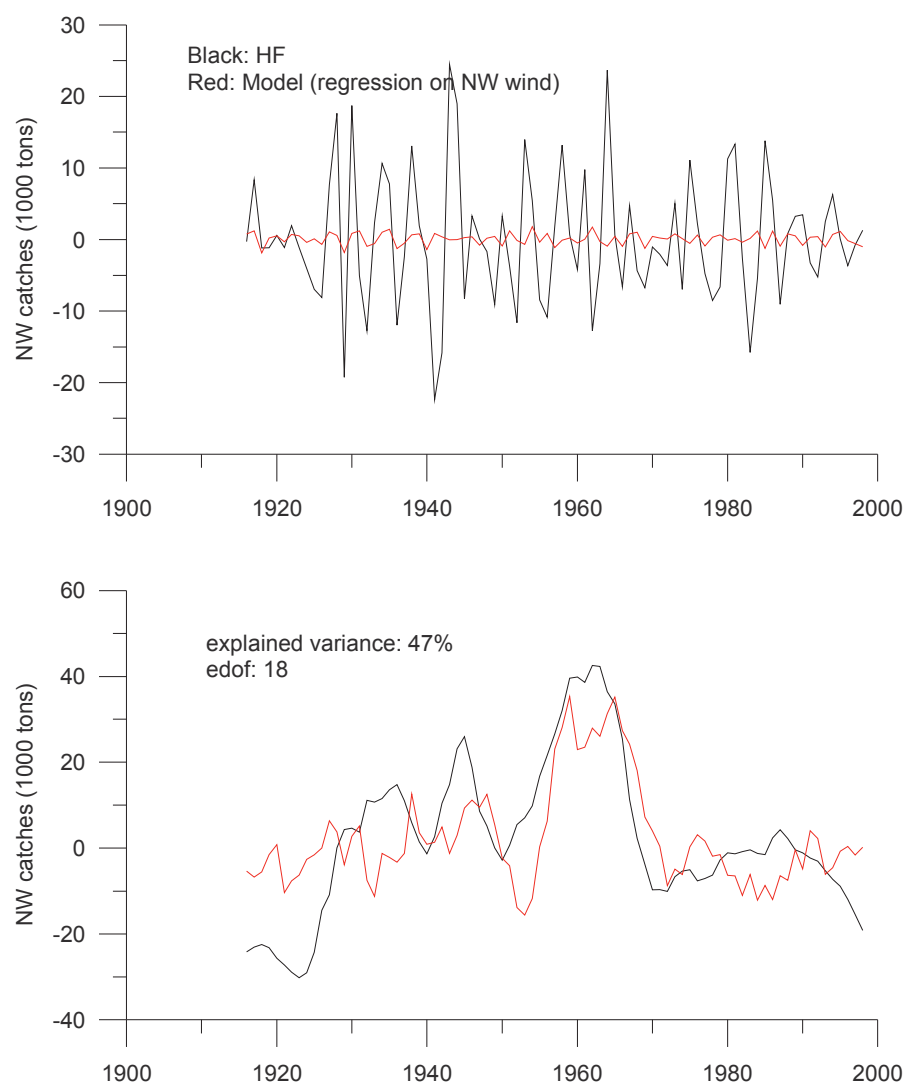 30
Black: HF
Red: Model (regression on NW wind)
20
10
0
-10
-20
-30
NW catches (1000 tons)
1900 1920 1940 1960 1980 2000
60
explained variance: 47%
edof: 18
40
20
0
-20
-40
NW catches (1000 tons)
1900 1920 1940 1960 1980 2000